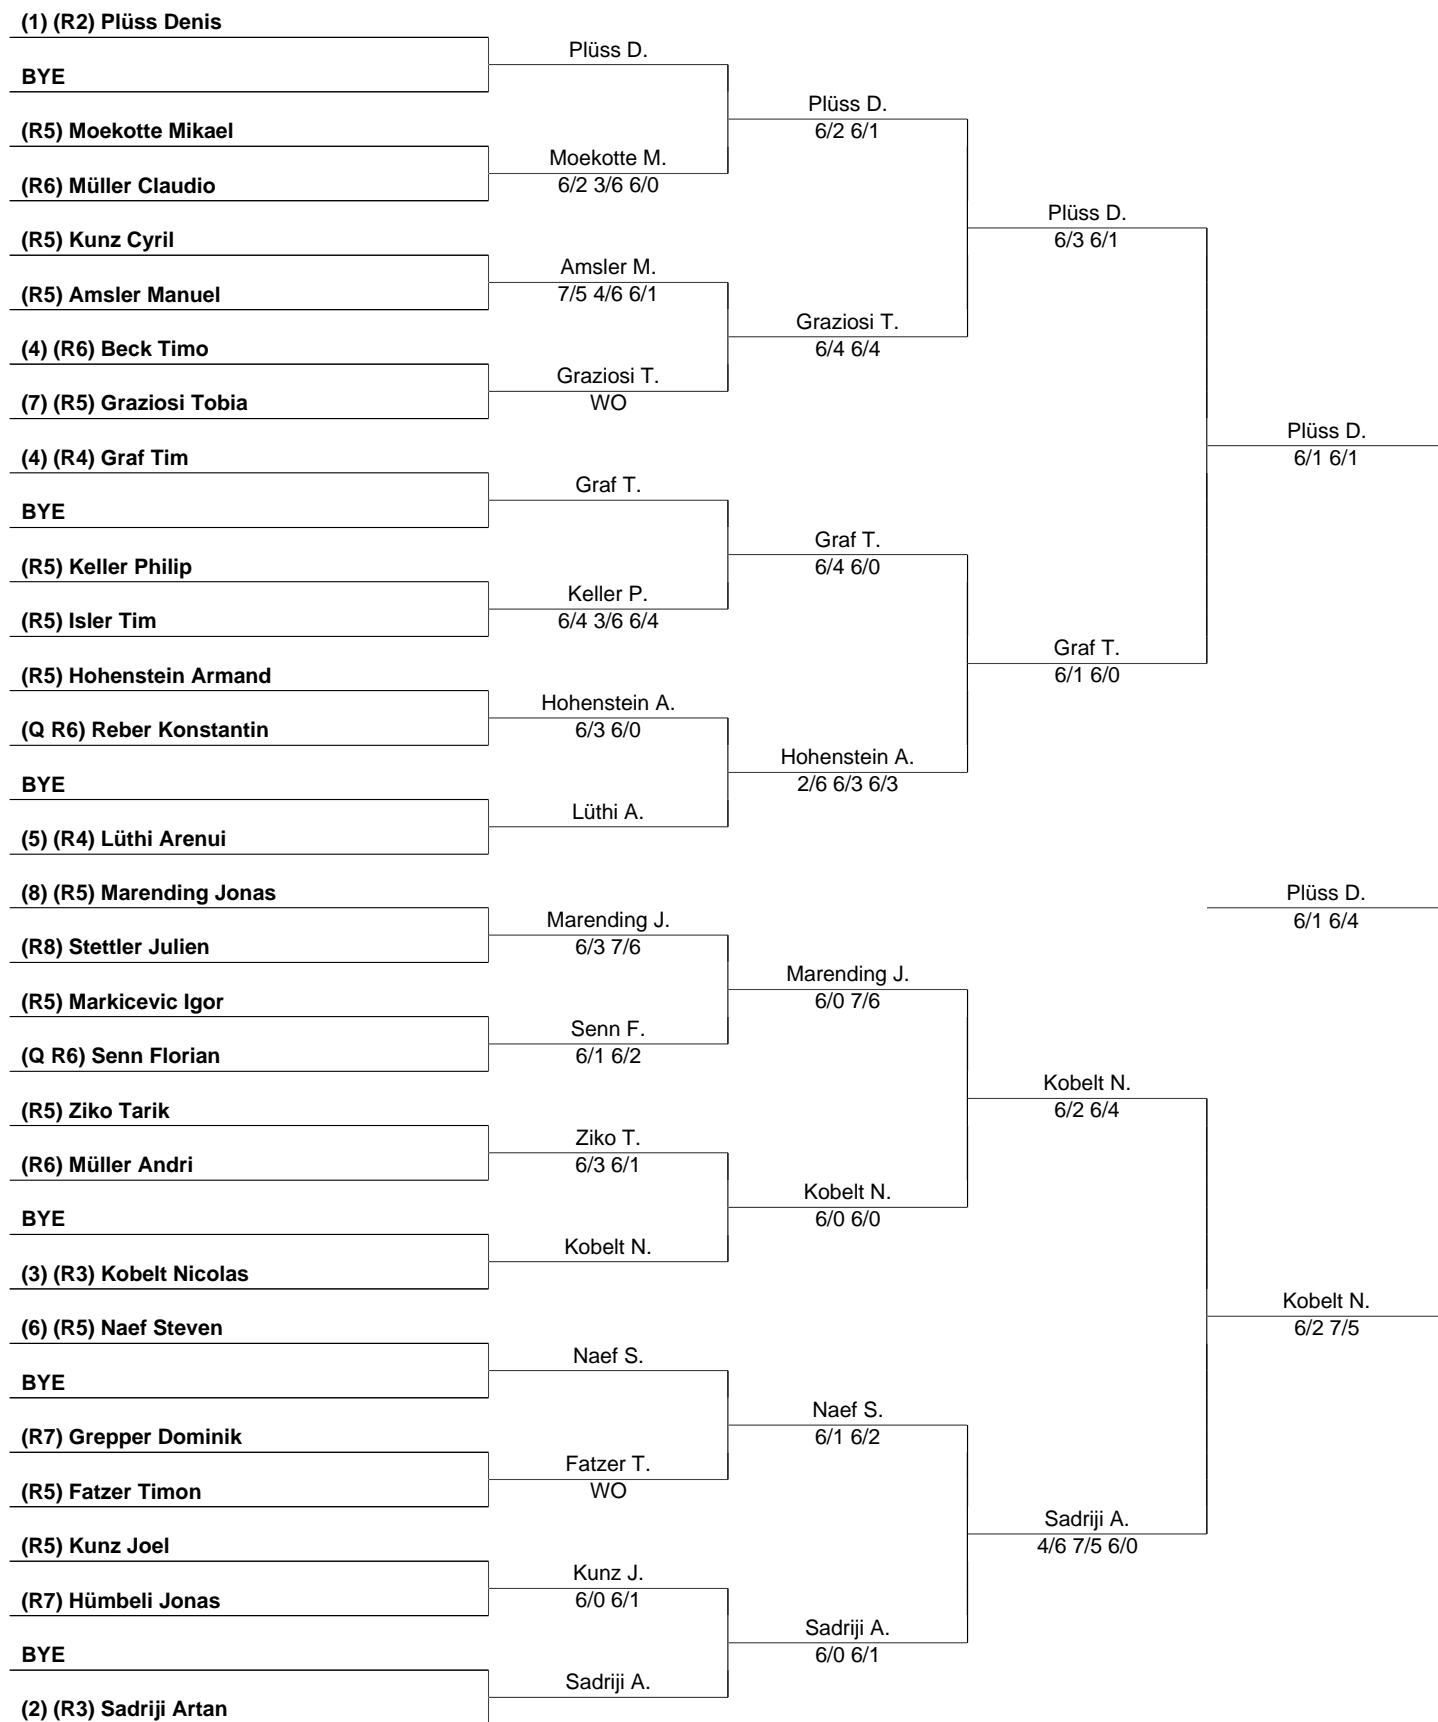 (1) (R2) Plüss Denis
Plüss D.
BYE
Plüss D.
6/2 6/1
(R5) Moekotte Mikael
Moekotte M.
6/2 3/6 6/0
(R6) Müller Claudio
Plüss D.
6/3 6/1
(R5) Kunz Cyril
Amsler M.
7/5 4/6 6/1
(R5) Amsler Manuel
Graziosi T.
6/4 6/4
(4) (R6) Beck Timo
Graziosi T.
WO
(7) (R5) Graziosi Tobia
Plüss D.
6/1 6/1
(4) (R4) Graf Tim
Graf T.
BYE
Graf T.
6/4 6/0
(R5) Keller Philip
Keller P.
6/4 3/6 6/4
(R5) Isler Tim
Graf T.
6/1 6/0
(R5) Hohenstein Armand
Hohenstein A.
6/3 6/0
(Q R6) Reber Konstantin
Hohenstein A.
2/6 6/3 6/3
BYE
Lüthi A.
(5) (R4) Lüthi Arenui
(8) (R5) Marending Jonas
Plüss D.
6/1 6/4
Marending J.
6/3 7/6
(R8) Stettler Julien
Marending J.
6/0 7/6
(R5) Markicevic Igor
Senn F.
6/1 6/2
(Q R6) Senn Florian
Kobelt N.
6/2 6/4
(R5) Ziko Tarik
Ziko T.
6/3 6/1
(R6) Müller Andri
Kobelt N.
6/0 6/0
BYE
Kobelt N.
(3) (R3) Kobelt Nicolas
Kobelt N.
6/2 7/5
(6) (R5) Naef Steven
Naef S.
BYE
Naef S.
6/1 6/2
(R7) Grepper Dominik
Fatzer T.
WO
(R5) Fatzer Timon
Sadriji A.
4/6 7/5 6/0
(R5) Kunz Joel
Kunz J.
6/0 6/1
(R7) Hümbeli Jonas
Sadriji A.
6/0 6/1
BYE
Sadriji A.
(2) (R3) Sadriji Artan